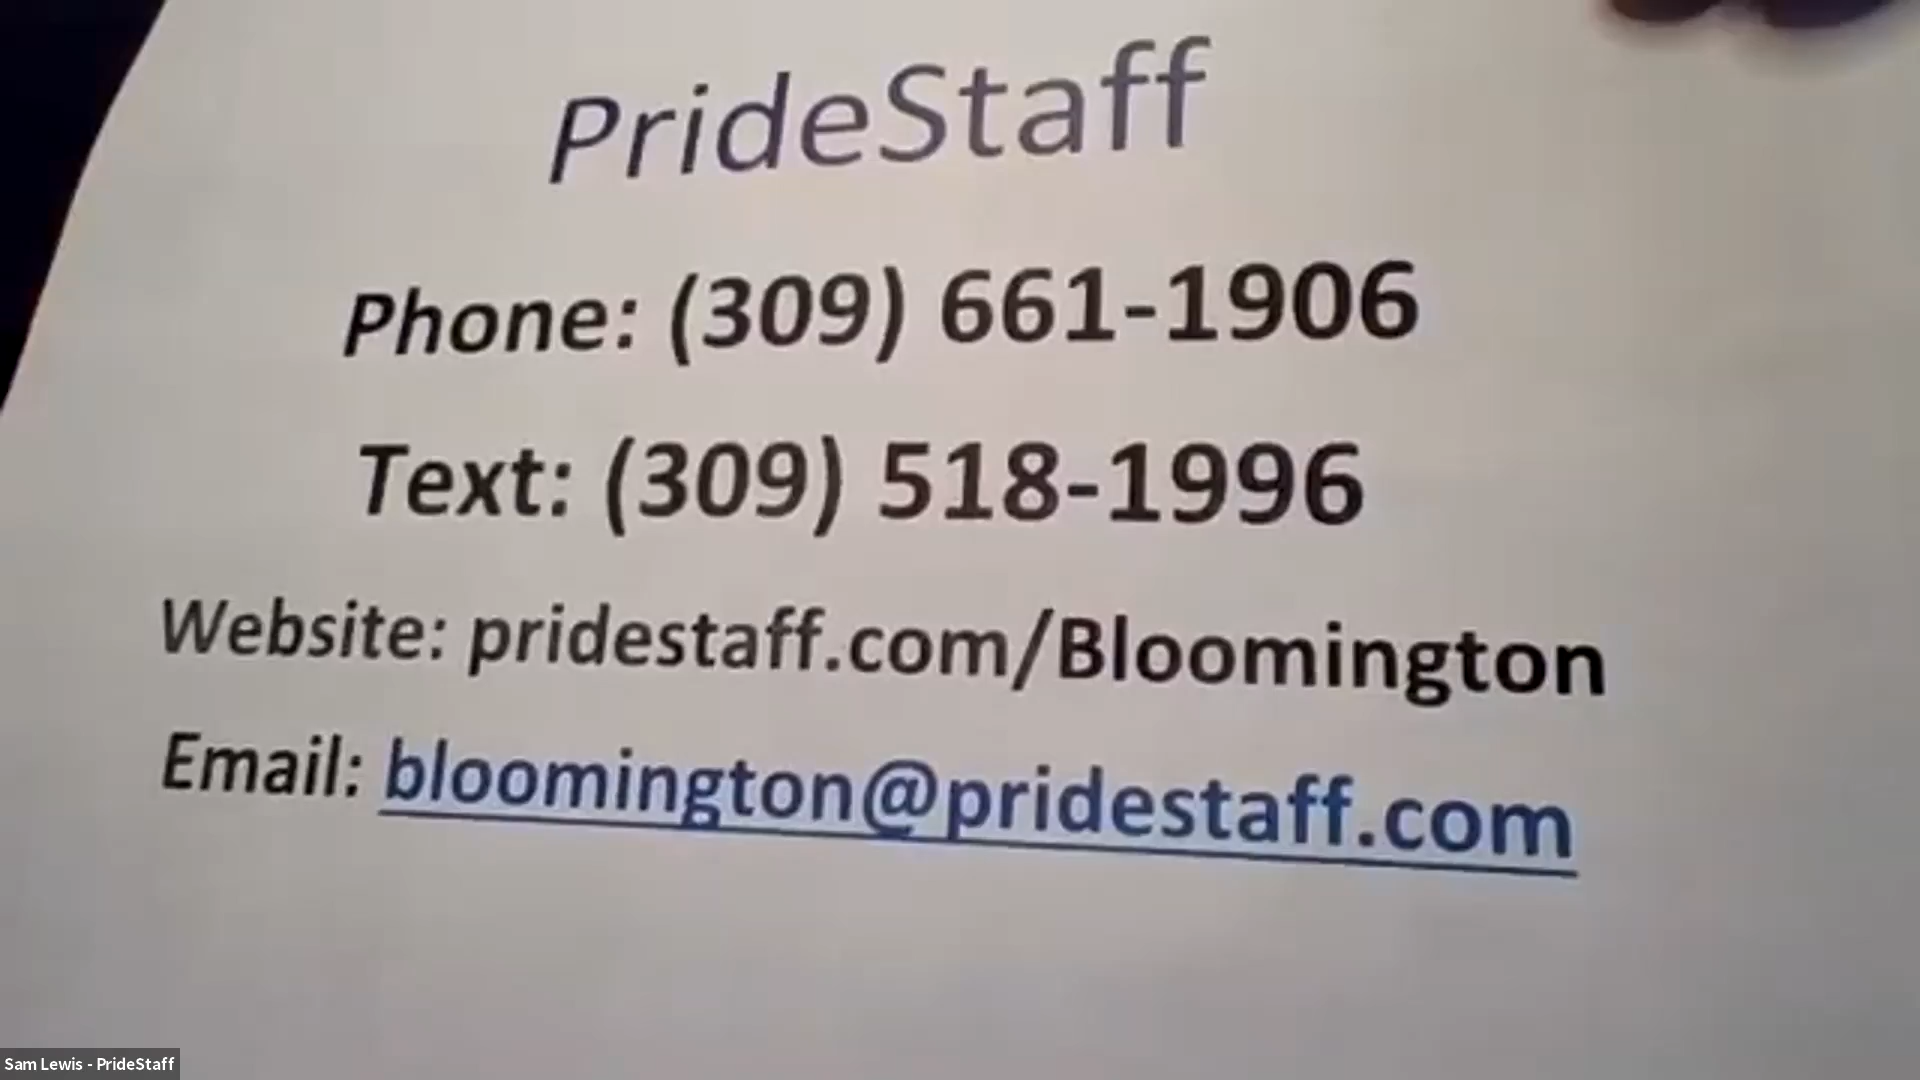 PrideStaff
Phone: (309) 661-1906
Text: (309) 518-1996
Website: pridestaff.com/Bloomington
Email: bloomington@pridestaff.com
Sam Lewis - PrideStaff